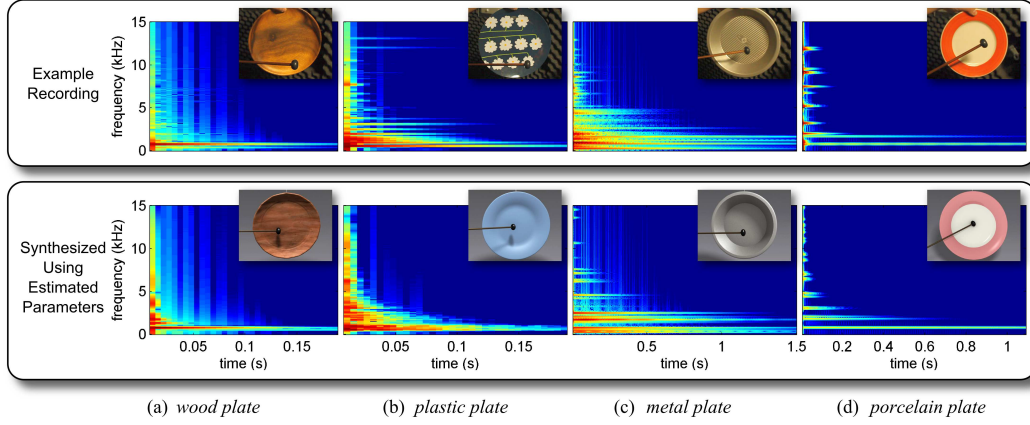 Example
Recording
frequency (kHz)
15
10
5
0
Synthesized
Using
Estimated
Parameters
frequency (kHz)
15
10
5
0
0.05 0.1 0.15
0.05 0.1 0.15
0.5 1 1.5
0.2 0.4 0.6 0.8 1
time (s) time (s) time (s) time (s)
(a) wood plate (b) plastic plate (c) metal plate (d) porcelain plate